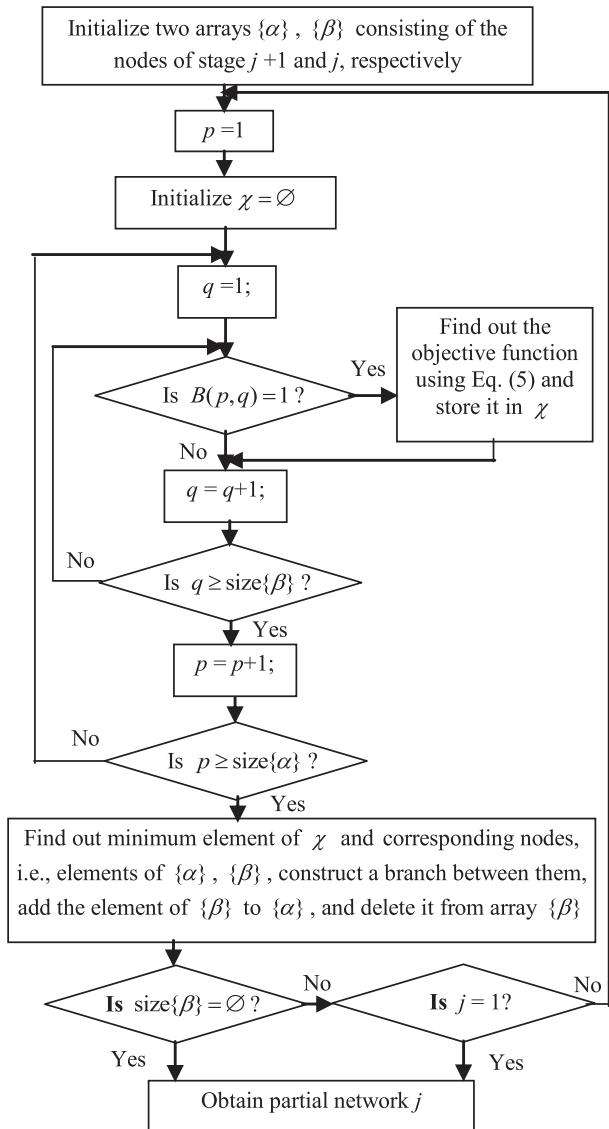 Initialize two arrays {α} , {β} consisting of the
nodes of stage j +1 and j, respectively
p =1
Initialize χ = ∅
q =1;
Is B(p,q) = 1 ?
Yes
Find out the
objective function
using Eq. (5) and
store it in χ
No
q = q+1;
No
Is q ≥ size{β} ?
Yes
p = p+1;
No
Is p ≥ size{α} ?
Yes
Find out minimum element of χ and corresponding nodes,
i.e., elements of {α} , {β} , construct a branch between them,
add the element of {β} to {α} , and delete it from array {β}
Is size{β} = ∅ ?
No
Is j = 1?
No
Yes
Yes
Obtain partial network j